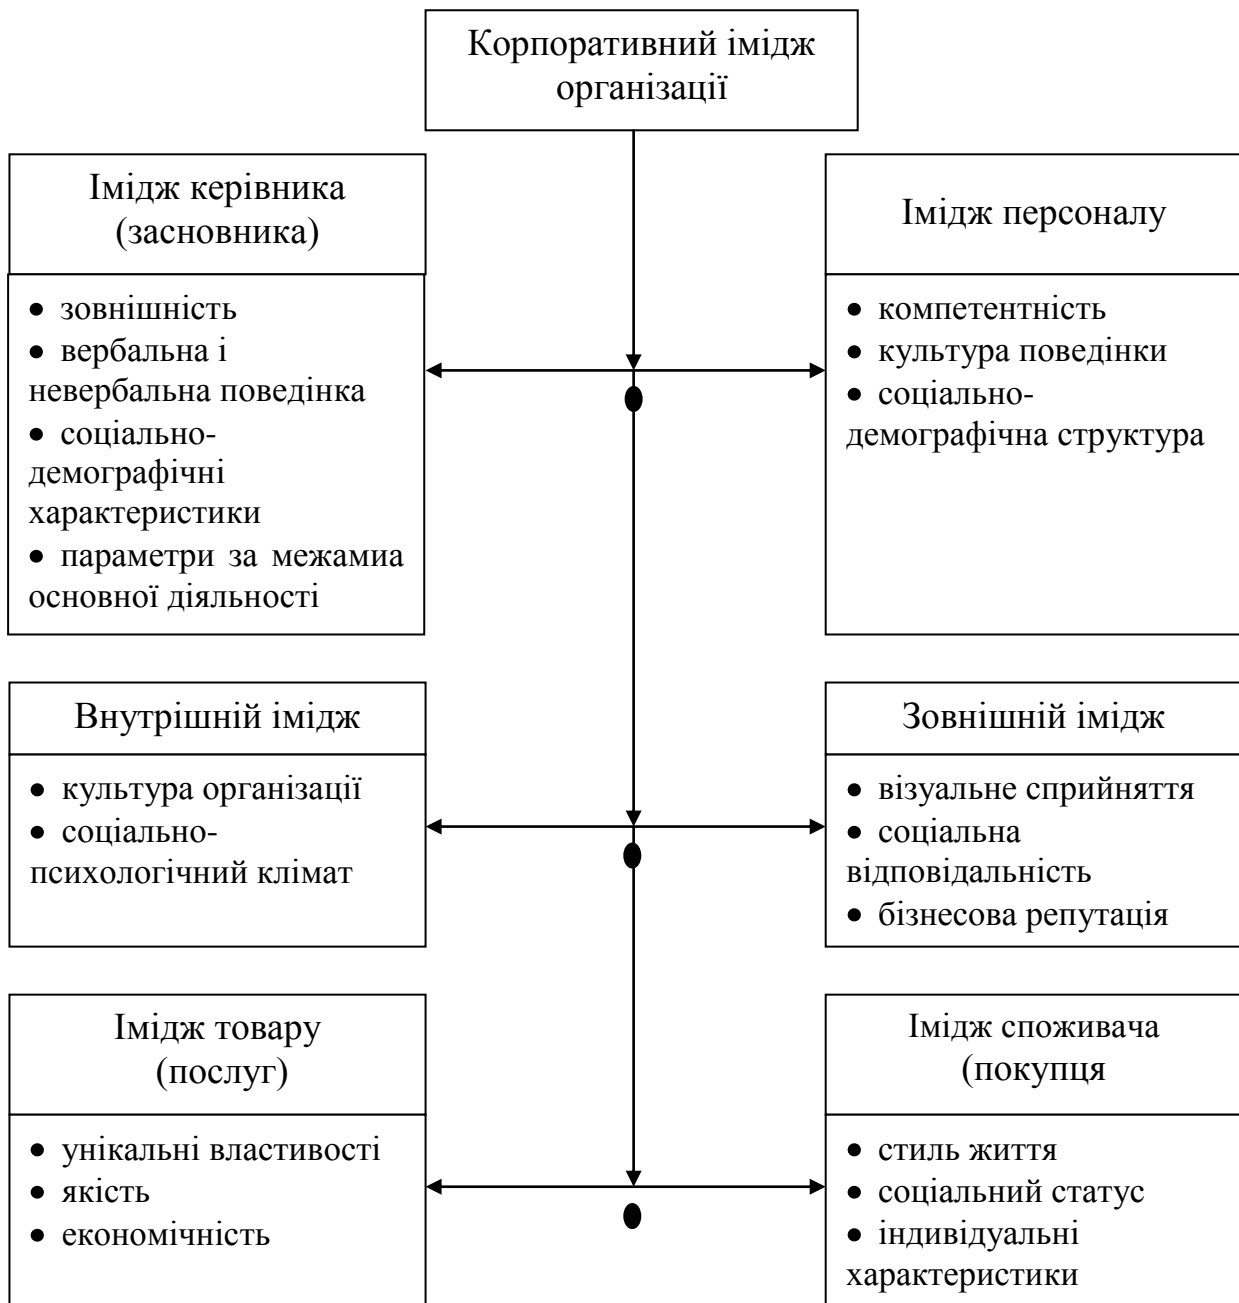 Корпоративний імідж
організації
Імідж керівника
(засновника)
• зовнішність
• вербальна і
невербальна поведінка
• соціально-
демографічні
характеристики
• параметри за межамиа
основної діяльності
Імідж персоналу
• компетентність
• культура поведінки
• соціально-
демографічна структура
Внутрішній імідж
• культура організації
• соціально-
психологічний клімат
Зовнішній імідж
• візуальне сприйняття
• соціальна
відповідальність
• бізнесова репутація
Імідж товару
(послуг)
• унікальні властивості
• якість
• економічність
Імідж споживача
(покупця
• стиль життя
• соціальний статус
• індивідуальні
характеристики